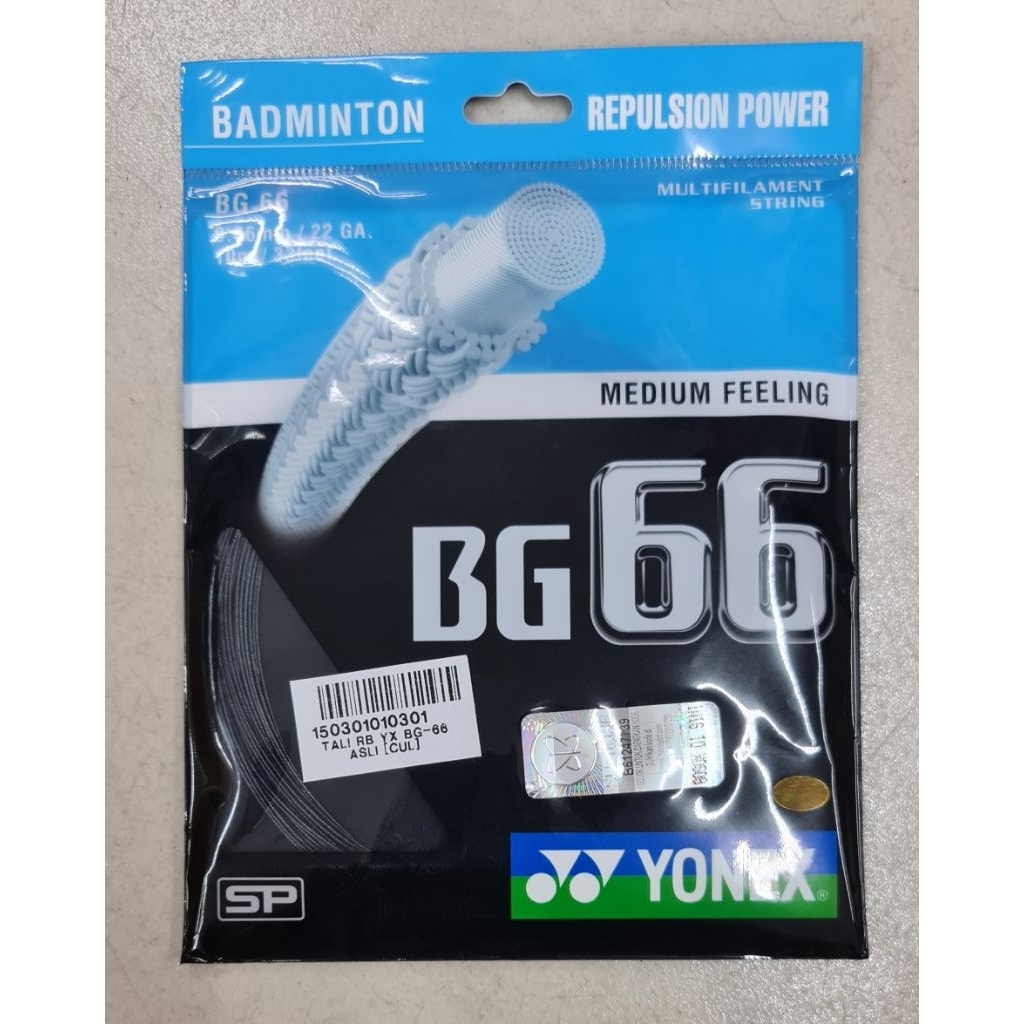 BADMINTON
REPULSION POWER
BG 66
/ 22 GA.
MULTIFILAMENT
STRING
MEDIUM FEELING
BG66
150301010301
TALI RB YX BG-66
ASLI [CUL]
YONEX®
SP